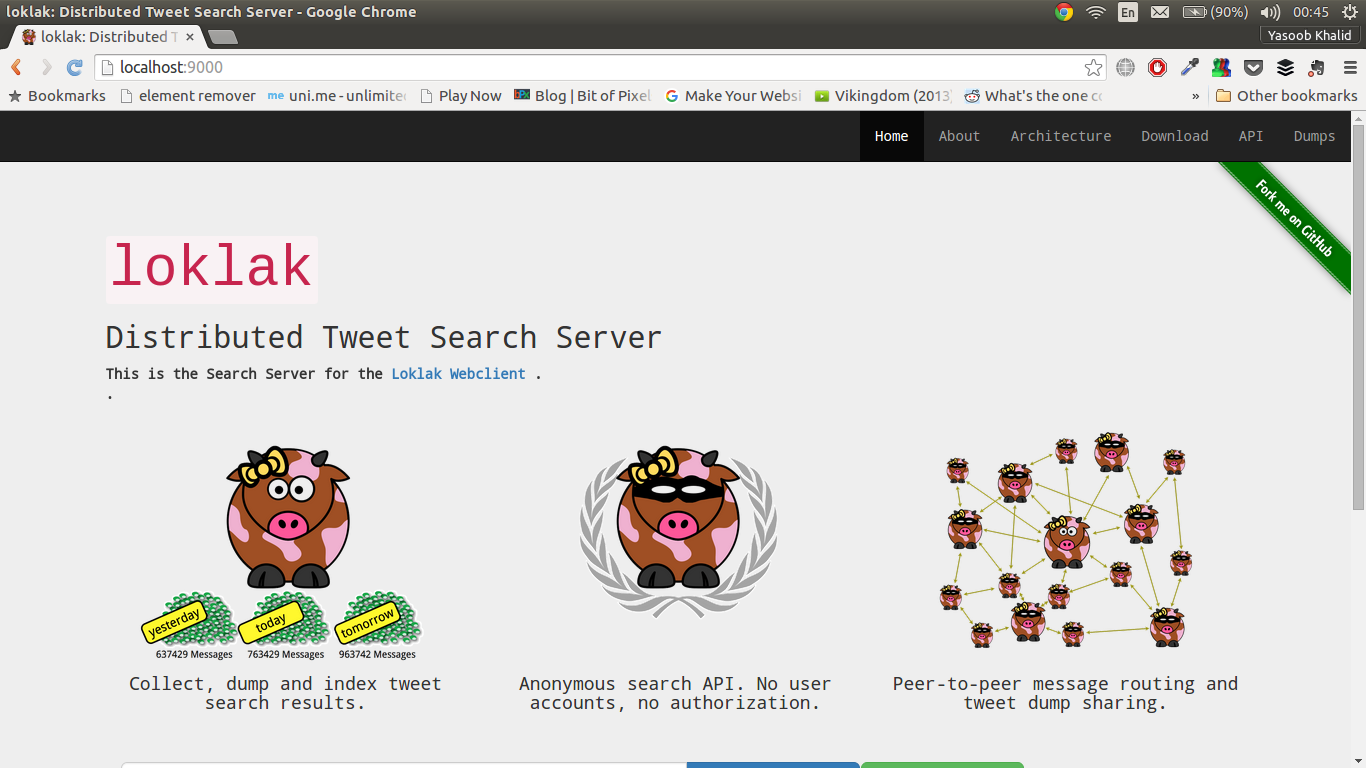 loklak: Distributed Tweet Search Server - Google Chrome
En
(90%)
00:45
loklak: Distributed T
Yasoob Khalid
localhost:9000
Bookmarks
element remover
me uni.me - unlimite
Play Now
Blog | Bit of Pixel
Make Your Websi
Vikingdom (2013
What's the one co
»
Other bookmarks
Home
About
Architecture
Download
API
Dumps
Fork me on GitHub
loklak
Distributed Tweet Search Server
This is the Search Server for the Loklak Webclient .
.
yesterday
today
tomorrow
637429 Messages
763429 Messages
963742 Messages
Collect, dump and index tweet
search results.
Anonymous search API. No user
accounts, no authorization.
Peer-to-peer message routing and
tweet dump sharing.